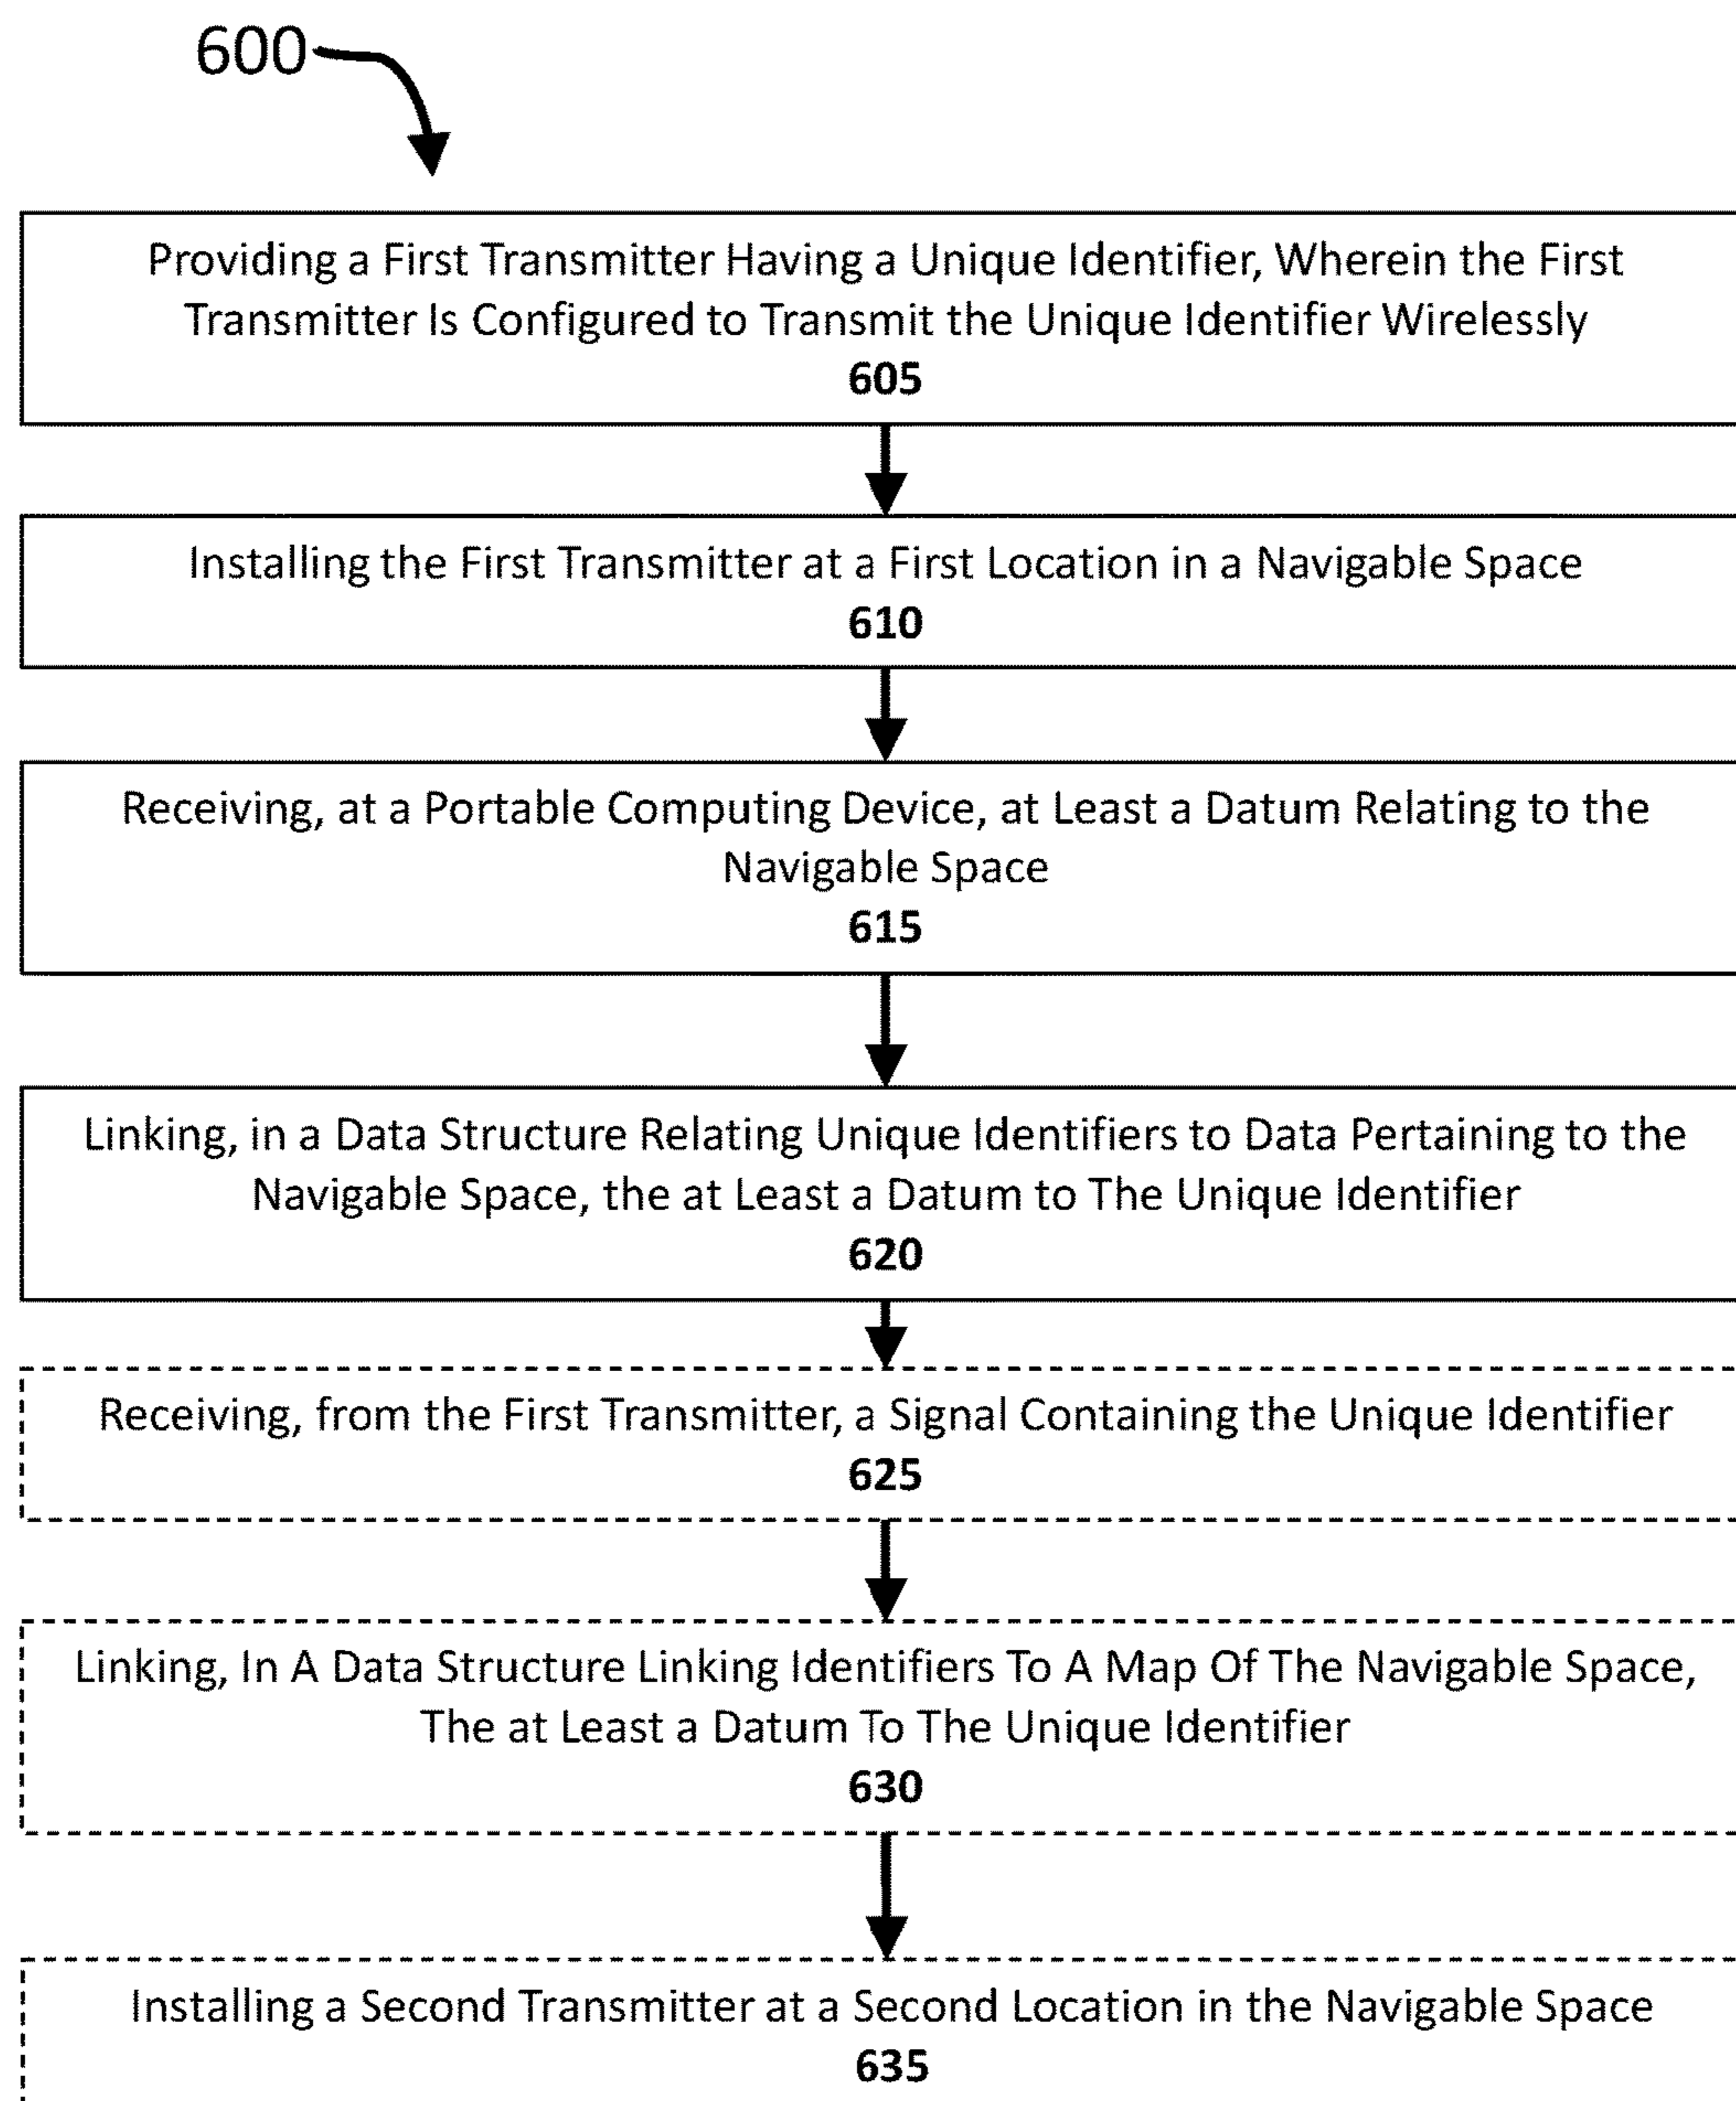 600
Providing a First Transmitter Having a Unique Identifier, Wherein the First
Transmitter Is Configured to Transmit the Unique Identifier Wirelessly
605
Installing the First Transmitter at a First Location in a Navigable Space
610
Receiving, at a Portable Computing Device, at Least a Datum Relating to the
Navigable Space
615
Linking, in a Data Structure Relating Unique Identifiers to Data Pertaining to the
Navigable Space, the at Least a Datum to The Unique Identifier
620
Receiving, from the First Transmitter, a Signal Containing the Unique Identifier
625
Linking, In A Data Structure Linking Identifiers To A Map Of The Navigable Space,
The at Least a Datum To The Unique Identifier
630
Installing a Second Transmitter at a Second Location in the Navigable Space
635